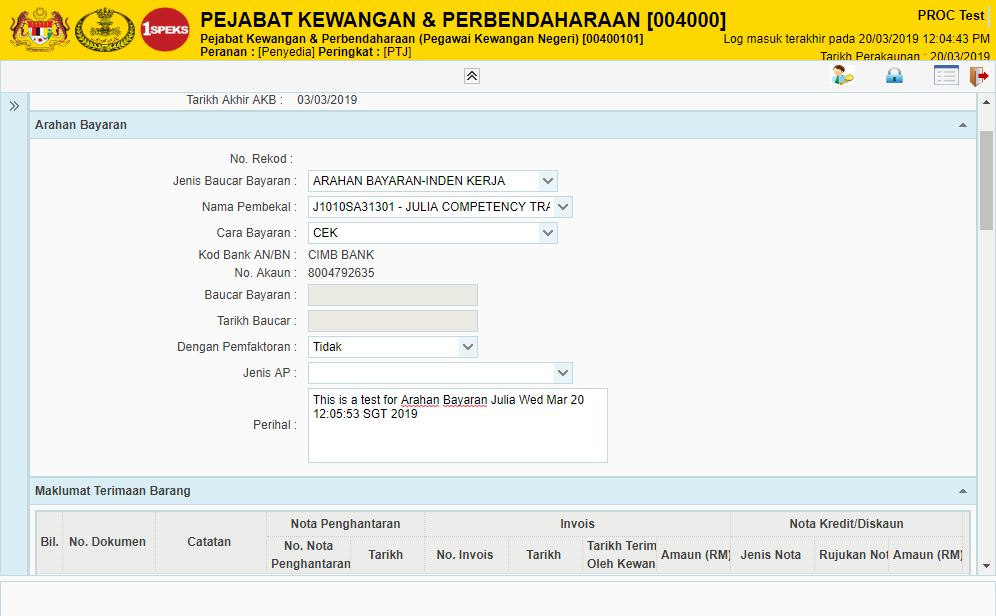 1SPEKS
PEJABAT KEWANGAN & PERBENDAHARAAN [004000]
Pejabat Kewangan & Perbendaharaan (Pegawai Kewangan Negeri) [00400101]
Peranan : [Penyedia] Peringkat : [PTJ]
PROC Test
Log masuk terakhir pada 20/03/2019 12:04:43 PM
Tarikh Perakaunan : 20/03/2019
Tarikh Akhir AKB : 03/03/2019
Arahan Bayaran
No. Rekod :
Jenis Baucar Bayaran : ARAHAN BAYARAN-INDEN KERJA
Nama Pembekal : J1010SA31301 - JULIA COMPETENCY TRA
Cara Bayaran : CEK
Kod Bank AN/BN : CIMB BANK
No. Akaun : 8004792635
Baucar Bayaran :
Tarikh Baucar :
Dengan Pemfaktoran : Tidak
Jenis AP :
Perihal : This is a test for Arahan Bayaran Julia Wed Mar 20
12:05:53 SGT 2019
Maklumat Terimaan Barang
Nota Penghantaran Invois Nota Kredit/Diskaun
Bil. No. Dokumen Catatan No. Nota Penghantaran Tarikh No. Invois Tarikh Tarikh Terim Oleh Kewan Amaun (RM) Jenis Nota Rujukan Not Amaun (RM)